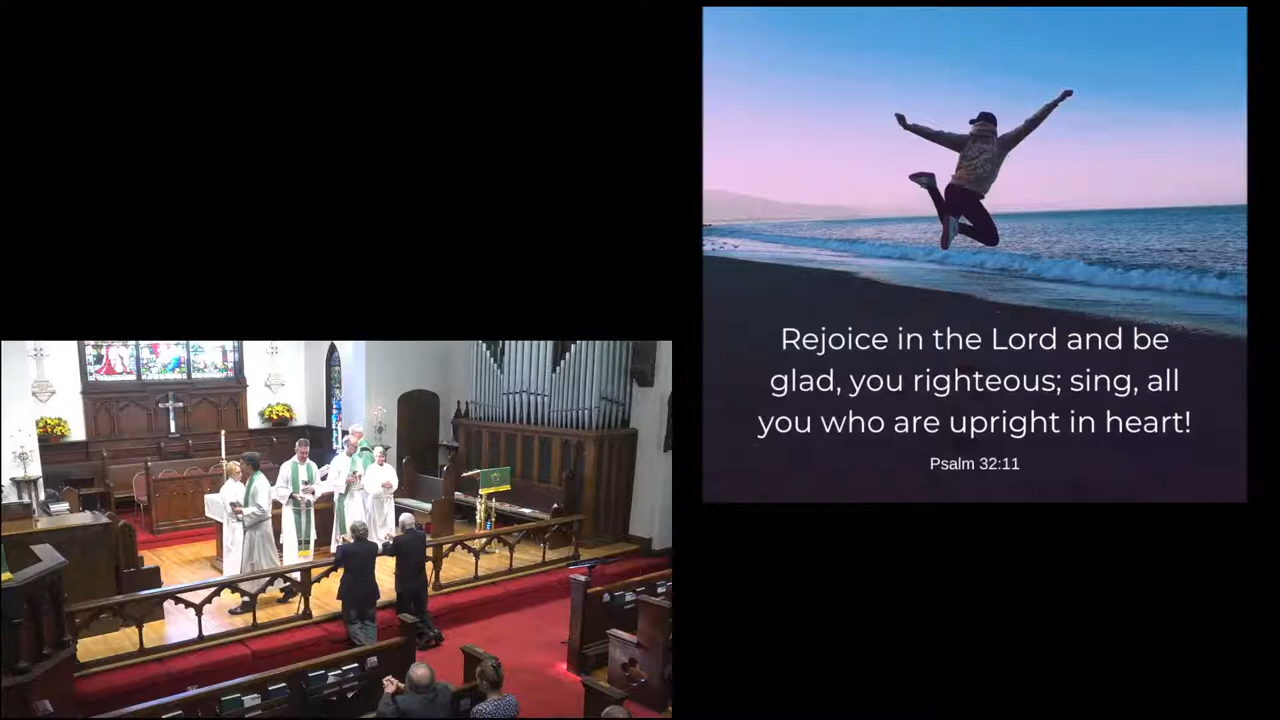 Rejoice in the Lord and be
glad, you righteous; sing, all
you who are upright in heart!
Psalm 32:11